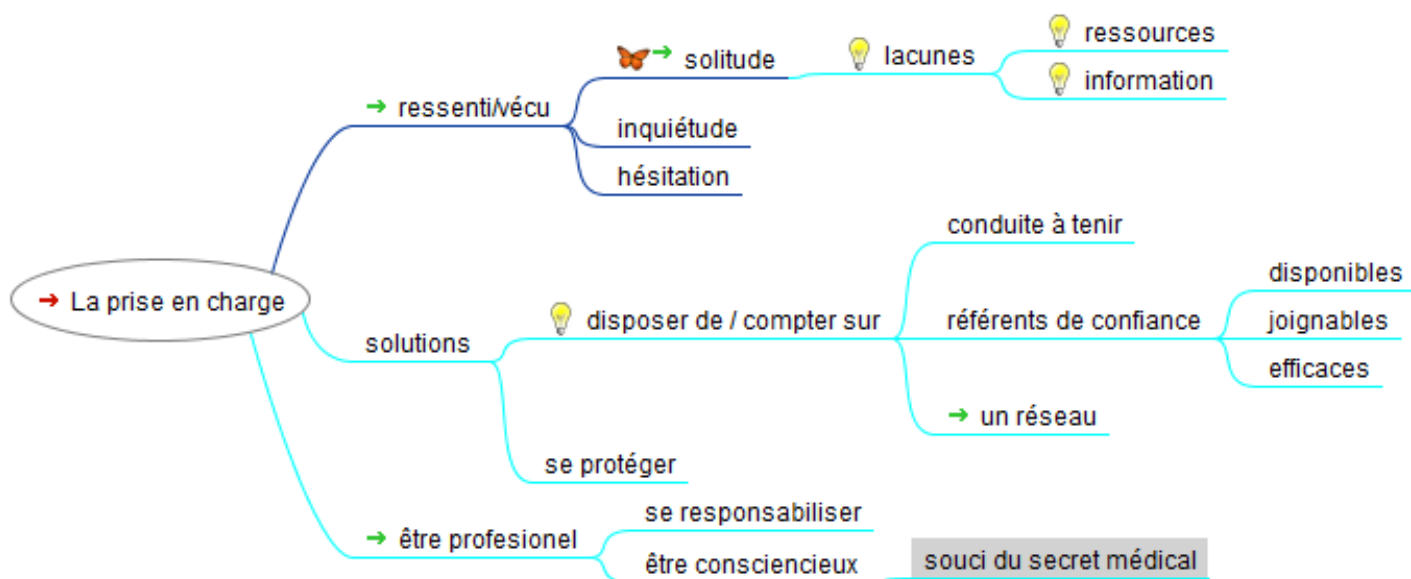 La prise en charge
ressenti/vécu
solitude
lacunes
ressources
information
inquiétude
hésitation
solutions
disposer de / compter sur
conduite à tenir
référents de confiance
disponibles
joignables
efficaces
un réseau
se protéger
être profesionel
se responsabiliser
être consciencieux
souci du secret médical